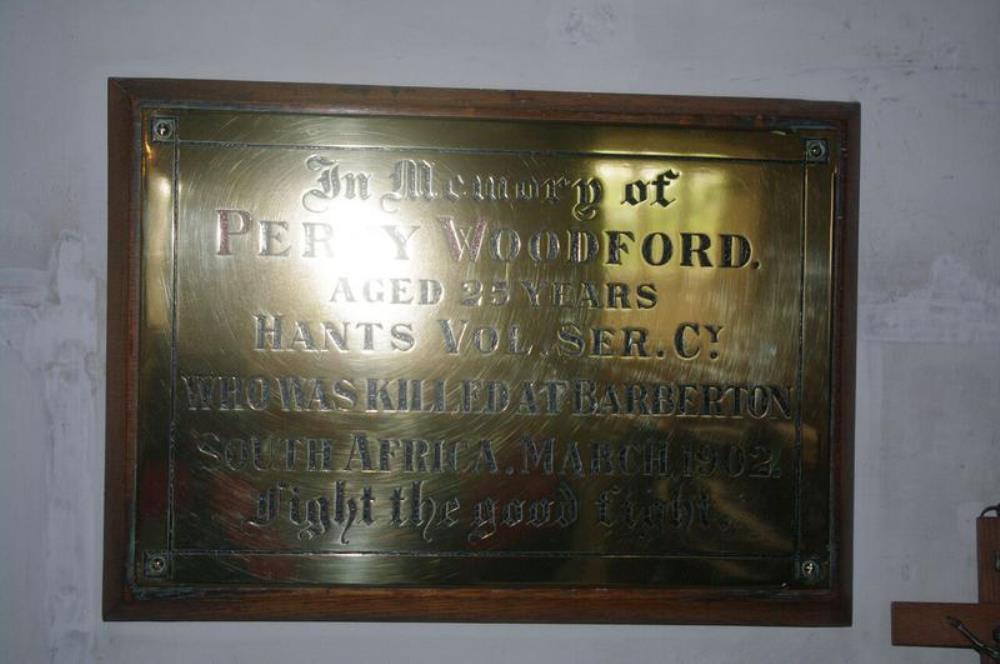 In Memory of
PERCY WOODFORD.
AGED 25 YEARS
HANTS VOL. SER. CY
WHO WAS KILLED AT BARBERTON
SOUTH AFRICA. MARCH 1902.
Fight the good fight.